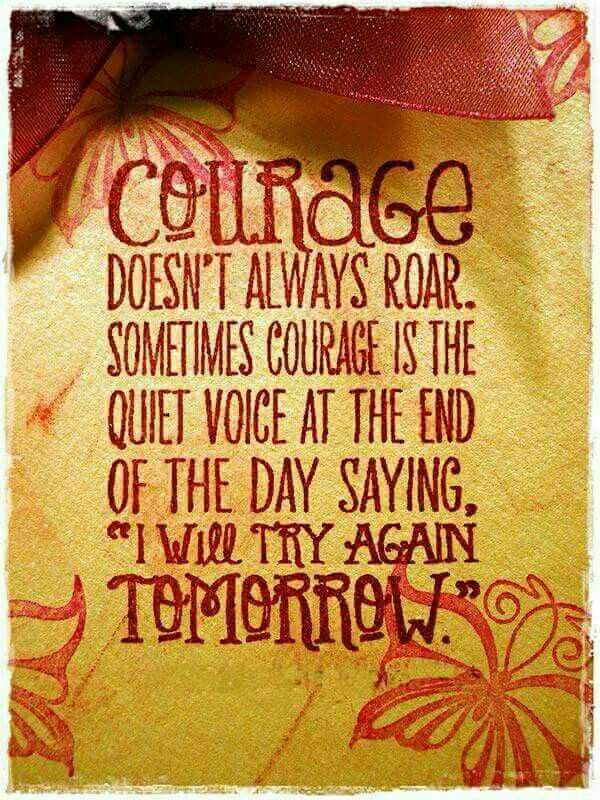 COURAGE
DOESN'T ALWAYS ROAR.
SOMETIMES COURAGE IS THE
QUIET VOICE AT THE END
OF THE DAY SAYING,
“I WILL TRY AGAIN
TOMORROW.”